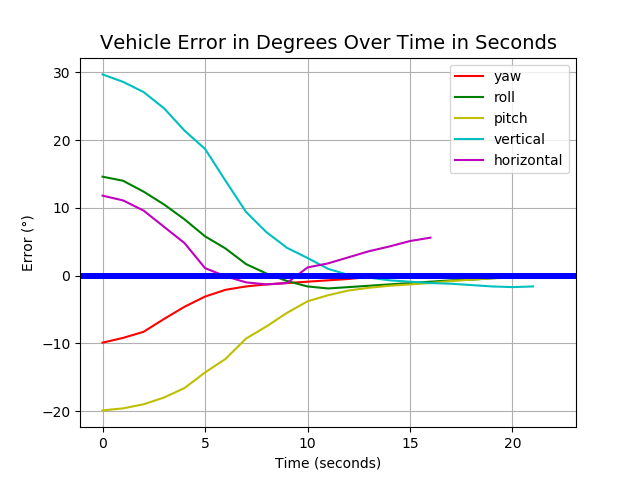 Vehicle Error in Degrees Over Time in Seconds
yaw
roll
pitch
vertical
horizontal
30
20
10
0
−10
−20
Error (°)
0 5 10 15 20
Time (seconds)